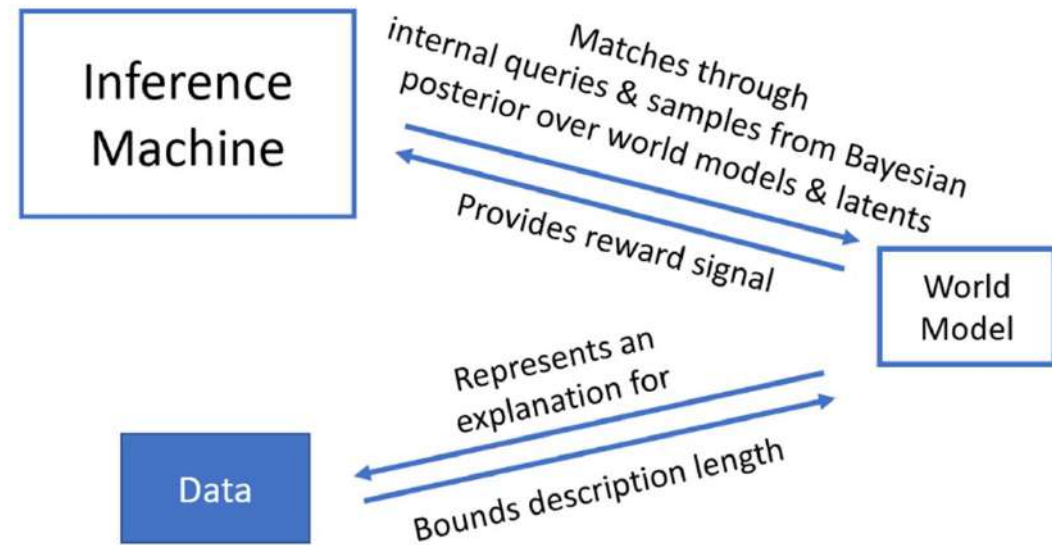 Inference
Machine
Matches through
internal queries & samples from Bayesian
posterior over world models & latents
Provides reward signal
World
Model
Represents an
explanation for
Bounds description length
Data